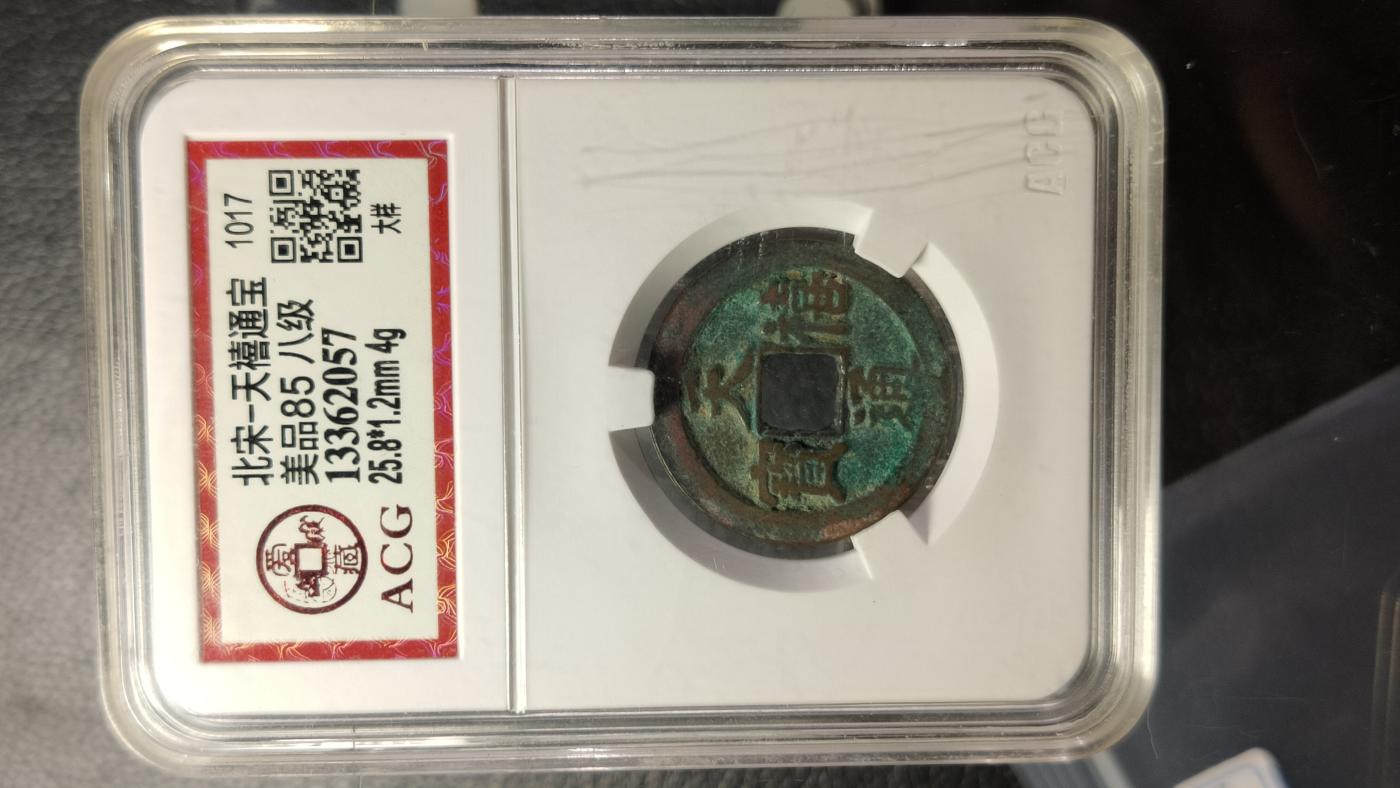 北宋-天禧通宝 1017
美品85 八级
13362057
25.8*1.2mm 4g 大样
ACG
天禧通寶
ACG